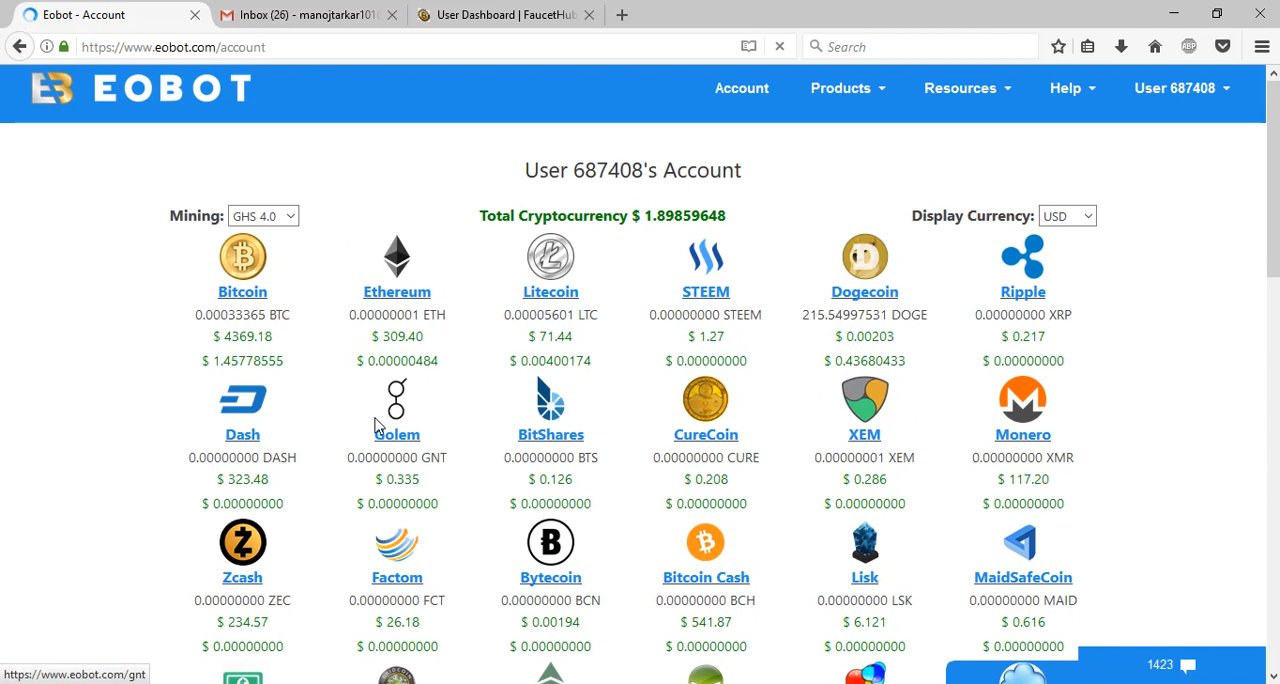 Eobot - Account
Inbox (26) - manojtarkar101
User Dashboard | FaucetHub
https://www.eobot.com/account
Search
ABP
EB EOBOT
Account
Products
Resources
Help
User 687408
User 687408's Account
Mining: GHS 4.0
Total Cryptocurrency $ 1.89859648
Display Currency: USD
Bitcoin Ethereum Litecoin STEEM Dogecoin Ripple
0.00033365 BTC 0.00000001 ETH 0.00005601 LTC 0.00000000 STEEM 215.54997531 DOGE 0.00000000 XRP
$ 4369.18 $ 309.40 $ 71.44 $ 1.27 $ 0.00203 $ 0.217
$ 1.45778555 $ 0.00000484 $ 0.00400174 $ 0.00000000 $ 0.43680433 $ 0.00000000
Dash Golem BitShares CureCoin XEM Monero
0.00000000 DASH 0.00000000 GNT 0.00000000 BTS 0.00000000 CURE 0.00000001 XEM 0.00000000 XMR
$ 323.48 $ 0.335 $ 0.126 $ 0.208 $ 0.286 $ 117.20
$ 0.00000000 $ 0.00000000 $ 0.00000000 $ 0.00000000 $ 0.00000000 $ 0.00000000
Zcash Factom Bytecoin Bitcoin Cash Lisk MaidSafeCoin
0.00000000 ZEC 0.00000000 FCT 0.00000000 BCN 0.00000000 BCH 0.00000000 LSK 0.00000000 MAID
$ 234.57 $ 26.18 $ 0.00194 $ 541.87 $ 6.121 $ 0.616
$ 0.00000000 $ 0.00000000 $ 0.00000000 $ 0.00000000 $ 0.00000000 $ 0.00000000
https://www.eobot.com/gnt
1423